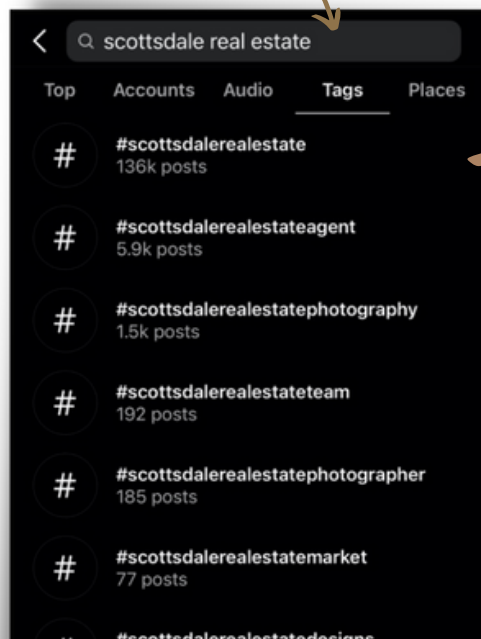 scottsdale real estate
Top Accounts Audio Tags Places
# #scottsdalerealestate
136k posts
# #scottsdalerealestateagent
5.9k posts
# #scottsdalerealestatephotography
1.5k posts
# #scottsdalerealestateteam
192 posts
# #scottsdalerealestatephotographer
185 posts
# #scottsdalerealestatemarket
77 posts
#scottsdalerealestatedesigns